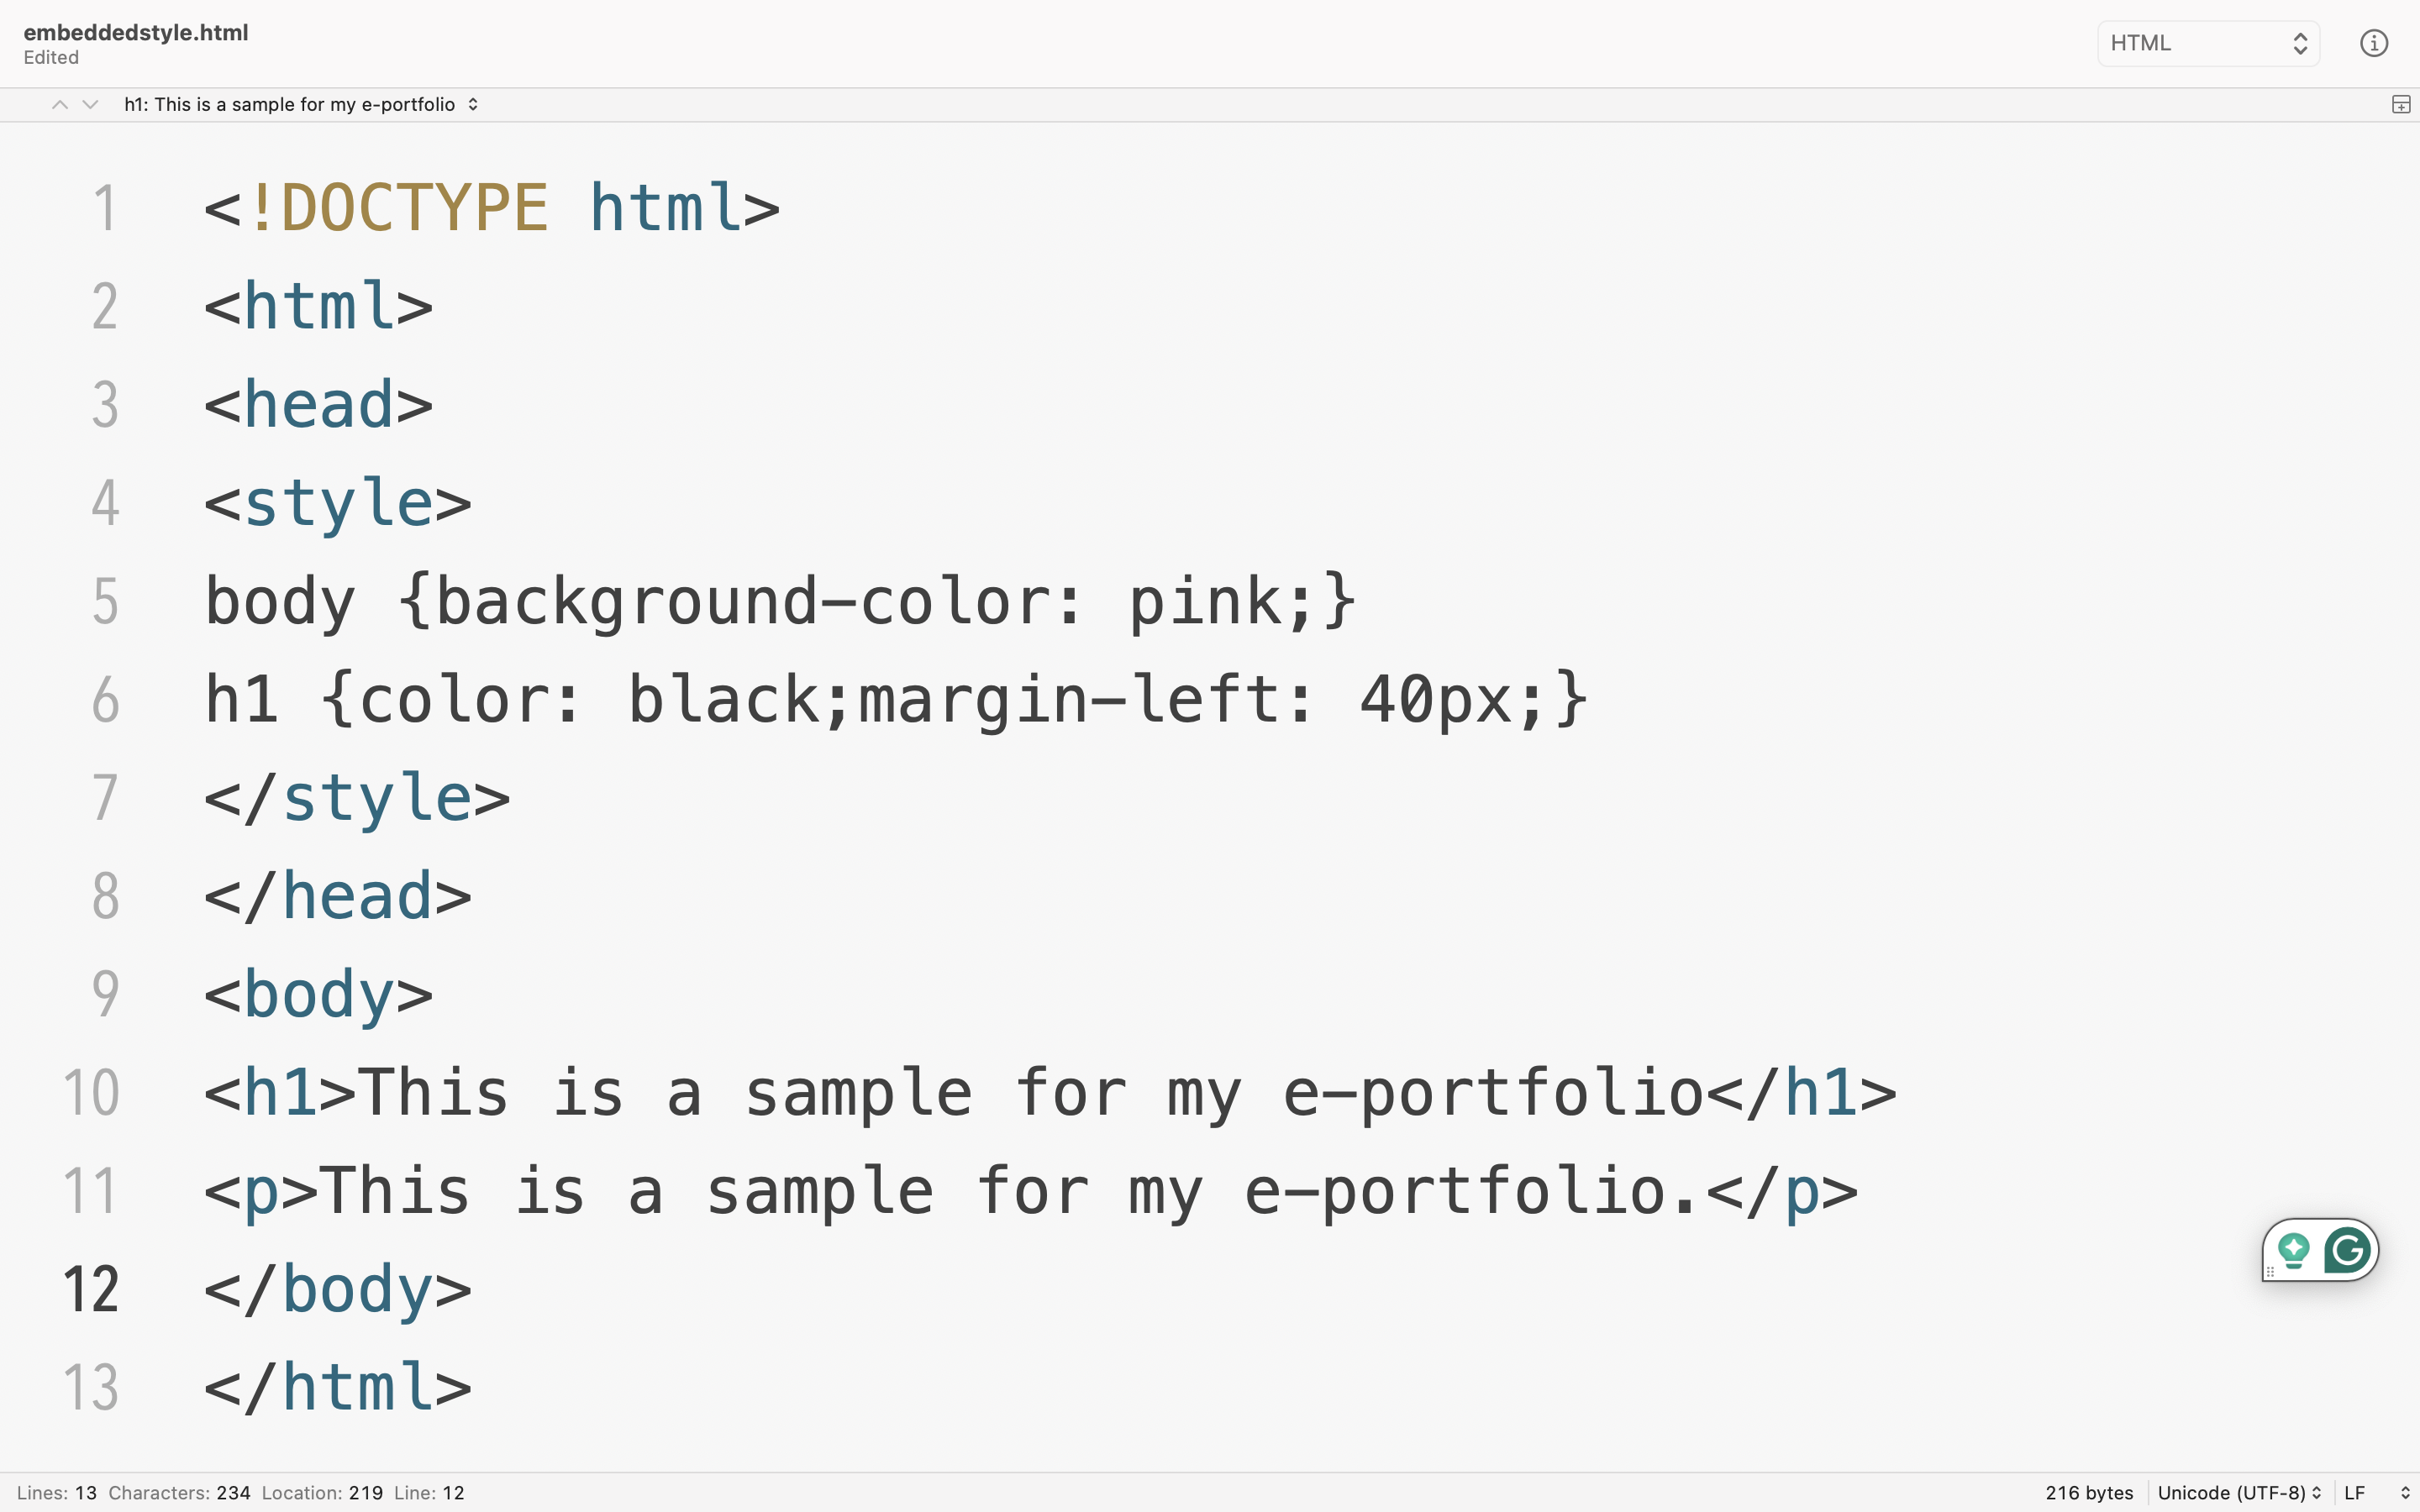 embeddedstyle.html
Edited
HTML
h1: This is a sample for my e-portfolio
1 <!DOCTYPE html>
2 <html>
3 <head>
4 <style>
5 body {background-color: pink;}
6 h1 {color: black;margin-left: 40px;}
7 </style>
8 </head>
9 <body>
10 <h1>This is a sample for my e-portfolio</h1>
11 <p>This is a sample for my e-portfolio.</p>
12 </body>
13 </html>
Lines: 13 Characters: 234 Location: 219 Line: 12 216 bytes Unicode (UTF-8) LF